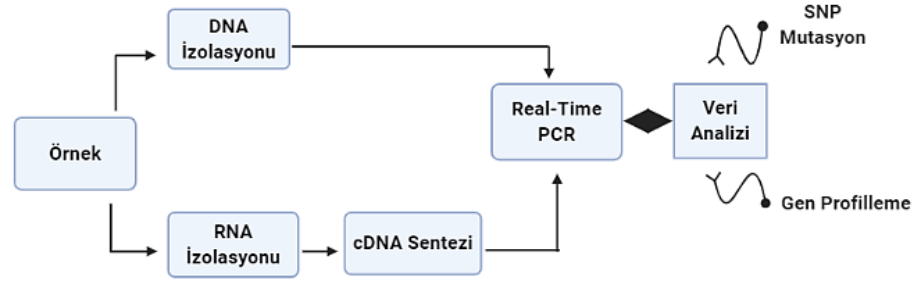 SNP
Mutasyon
DNA
İzolasyonu
Real-Time
PCR
Veri
Analizi
Örnek
Gen Profilleme
RNA
İzolasyonu
cDNA Sentezi